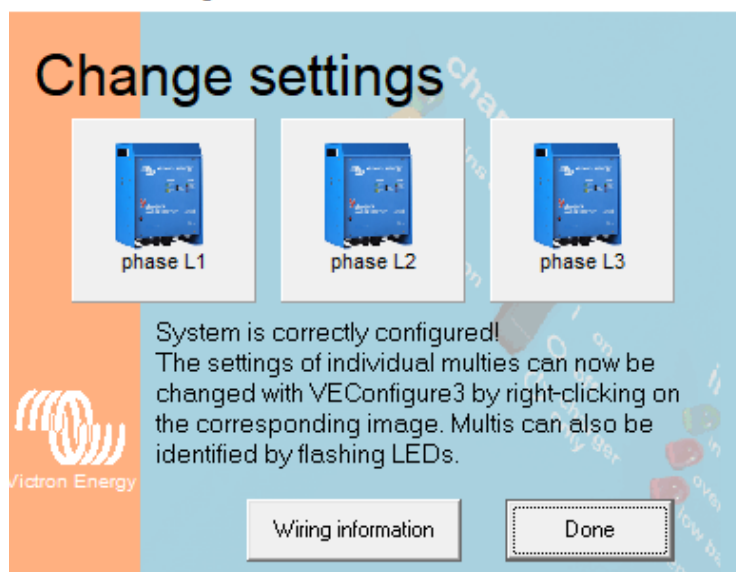 Change settings
phase L1
phase L2
phase L3
System is correctly configured!
The settings of individual multies can now be
changed with VEConfigure3 by right-clicking on
the corresponding image. Multis can also be
identified by flashing LEDs.
Victron Energy
Wiring information
Done